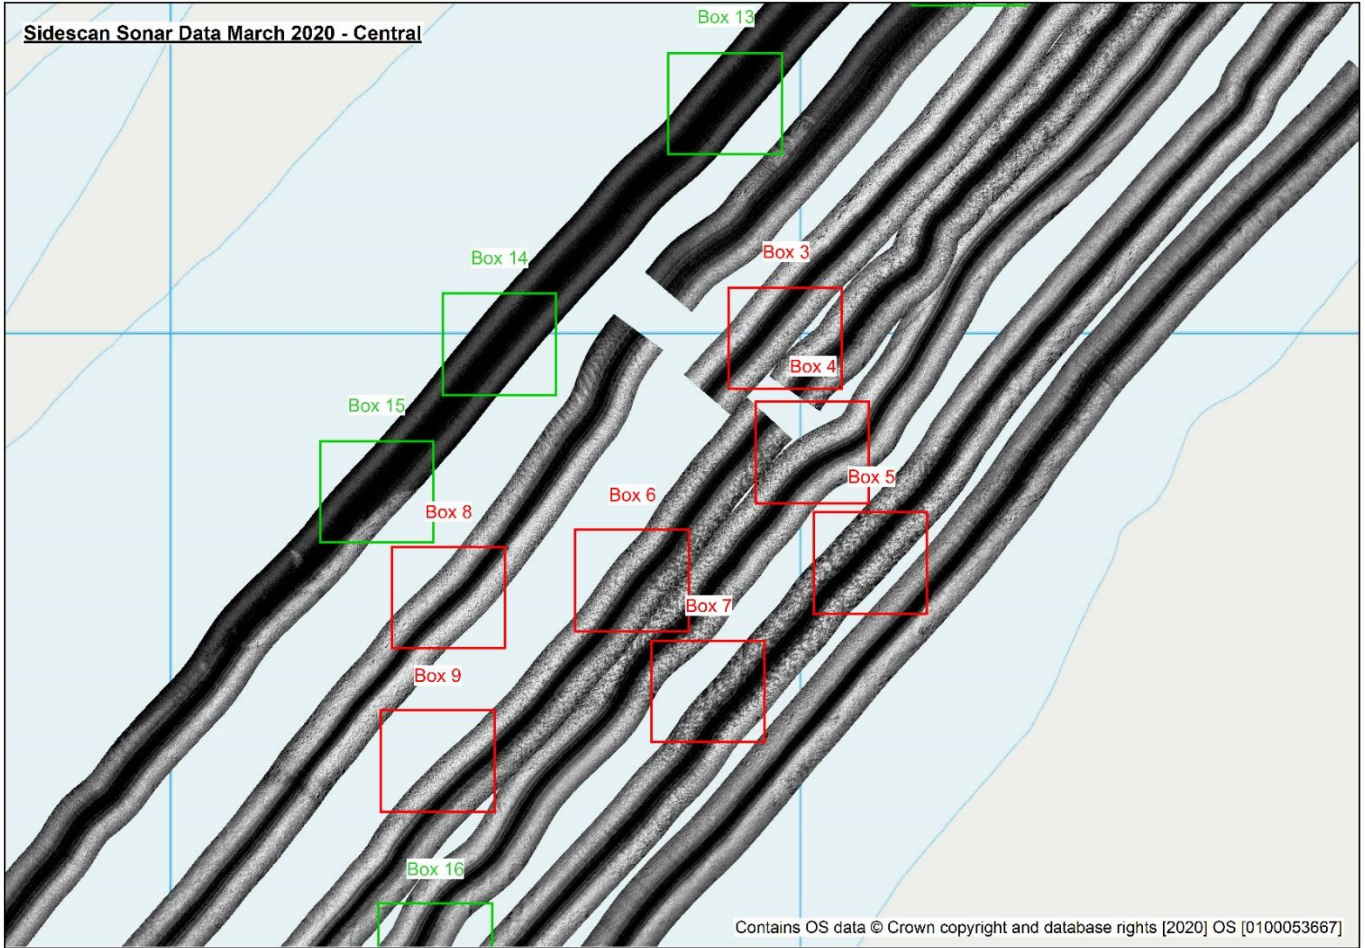 Box 13
Sidescan Sonar Data March 2020 - Central
Box 3
Box 14
Box 4
Box 15
Box 5
Box 6
Box 8
Box 7
Box 9
Box 16
Contains OS data © Crown copyright and database rights [2020] OS [0100053667]